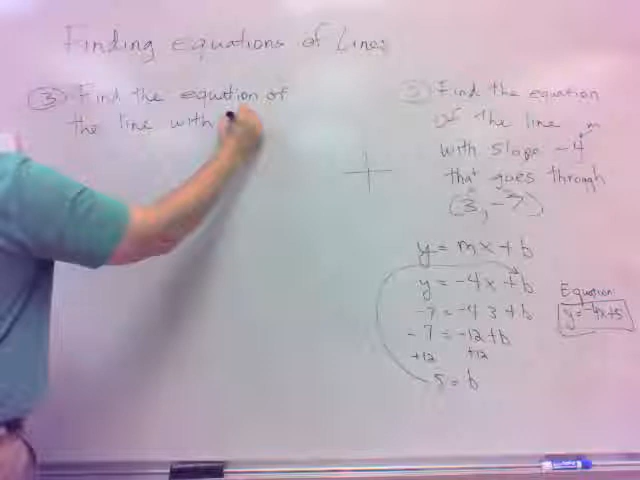 Finding equations of Lines
3. Find the equation of
the line with
Find the equation
of the line
m
with slope -4
that goes through
(3, -7)
y = mx + b
y = -4x + b
-7 = -4 3 + b
-7 = -12 + b
+12 +12
5 = b
Equation:
y = -4x + 5